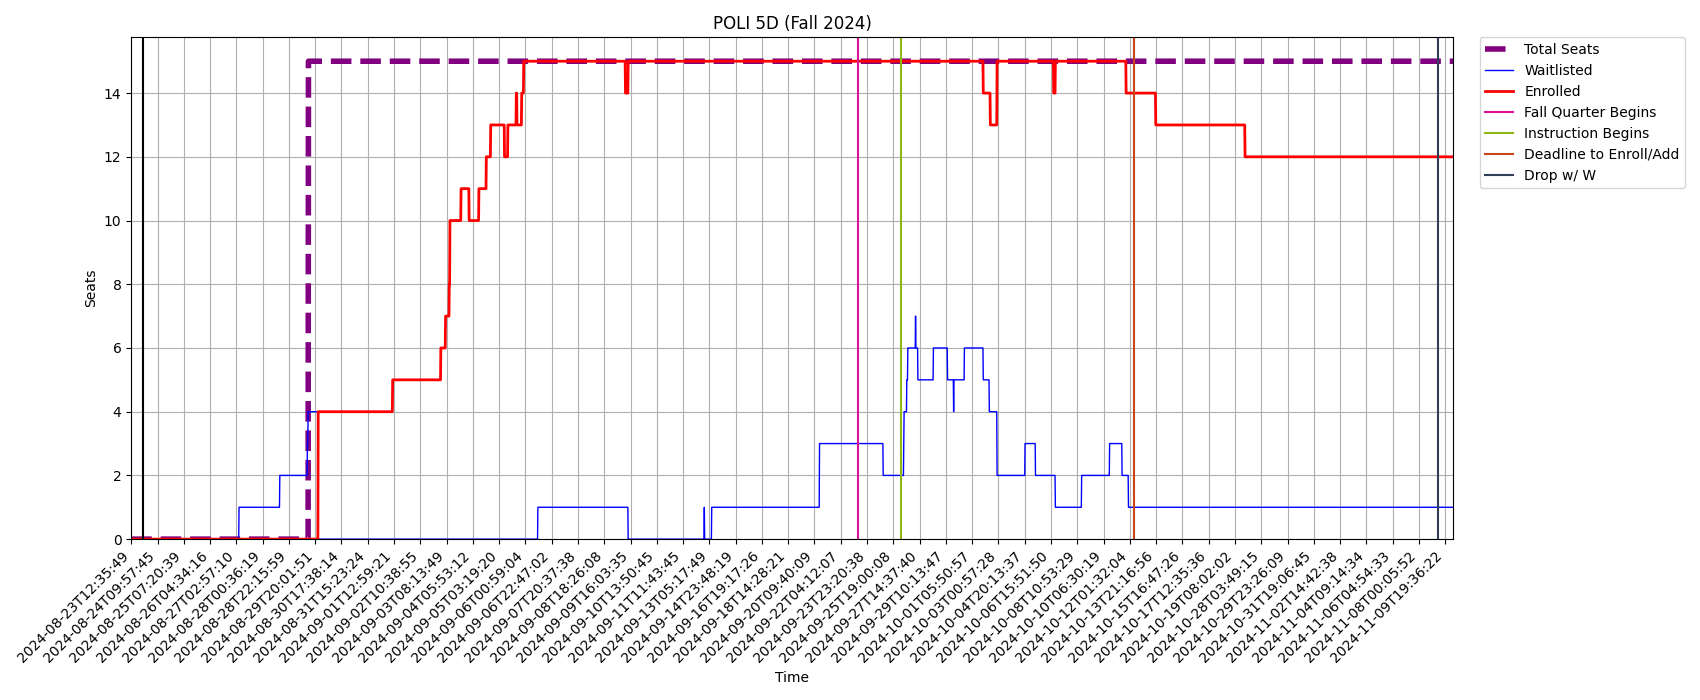 POLI 5D (Fall 2024)
Total Seats
Waitlisted
Enrolled
Fall Quarter Begins
Instruction Begins
Deadline to Enroll/Add
Drop w/ W
Seats
14
12
10
8
6
4
2
0
2024-08-23T12:35:49
2024-08-24T09:57:45
2024-08-25T07:20:39
2024-08-26T04:34:16
2024-08-27T02:57:10
2024-08-28T00:36:19
2024-08-28T22:15:59
2024-08-29T20:01:51
2024-08-30T17:38:14
2024-08-31T15:23:24
2024-09-01T12:59:21
2024-09-02T10:38:55
2024-09-03T08:13:49
2024-09-04T05:53:12
2024-09-05T03:19:20
2024-09-06T00:59:04
2024-09-06T22:47:02
2024-09-07T20:37:38
2024-09-08T18:26:08
2024-09-09T16:03:35
2024-09-10T13:50:45
2024-09-11T11:43:45
2024-09-13T05:17:49
2024-09-14T23:48:19
2024-09-16T19:17:26
2024-09-18T14:28:21
2024-09-20T09:40:09
2024-09-22T04:12:07
2024-09-23T23:20:38
2024-09-25T19:00:08
2024-09-27T14:37:40
2024-09-29T10:13:47
2024-10-01T05:50:57
2024-10-03T00:57:28
2024-10-04T20:13:37
2024-10-06T15:51:50
2024-10-08T10:53:29
2024-10-10T06:30:19
2024-10-12T01:32:04
2024-10-13T21:16:56
2024-10-15T16:47:26
2024-10-17T12:35:36
2024-10-19T08:02:02
2024-10-28T03:49:15
2024-10-29T23:26:09
2024-10-31T19:06:45
2024-11-02T14:42:38
2024-11-04T09:14:34
2024-11-06T04:54:33
2024-11-08T00:05:52
2024-11-09T19:36:22
Time